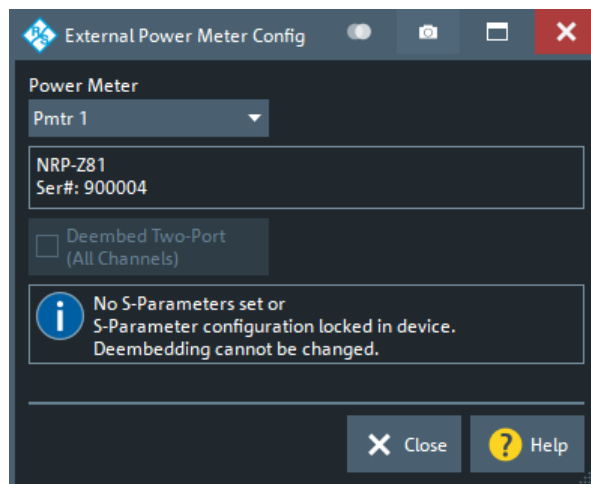 External Power Meter Config
Power Meter
Pmtr 1
NRP-Z81
Ser#: 900004
Deembed Two-Port
(All Channels)
i
No S-Parameters set or
S-Parameter configuration locked in device.
Deembedding cannot be changed.
Close
? Help